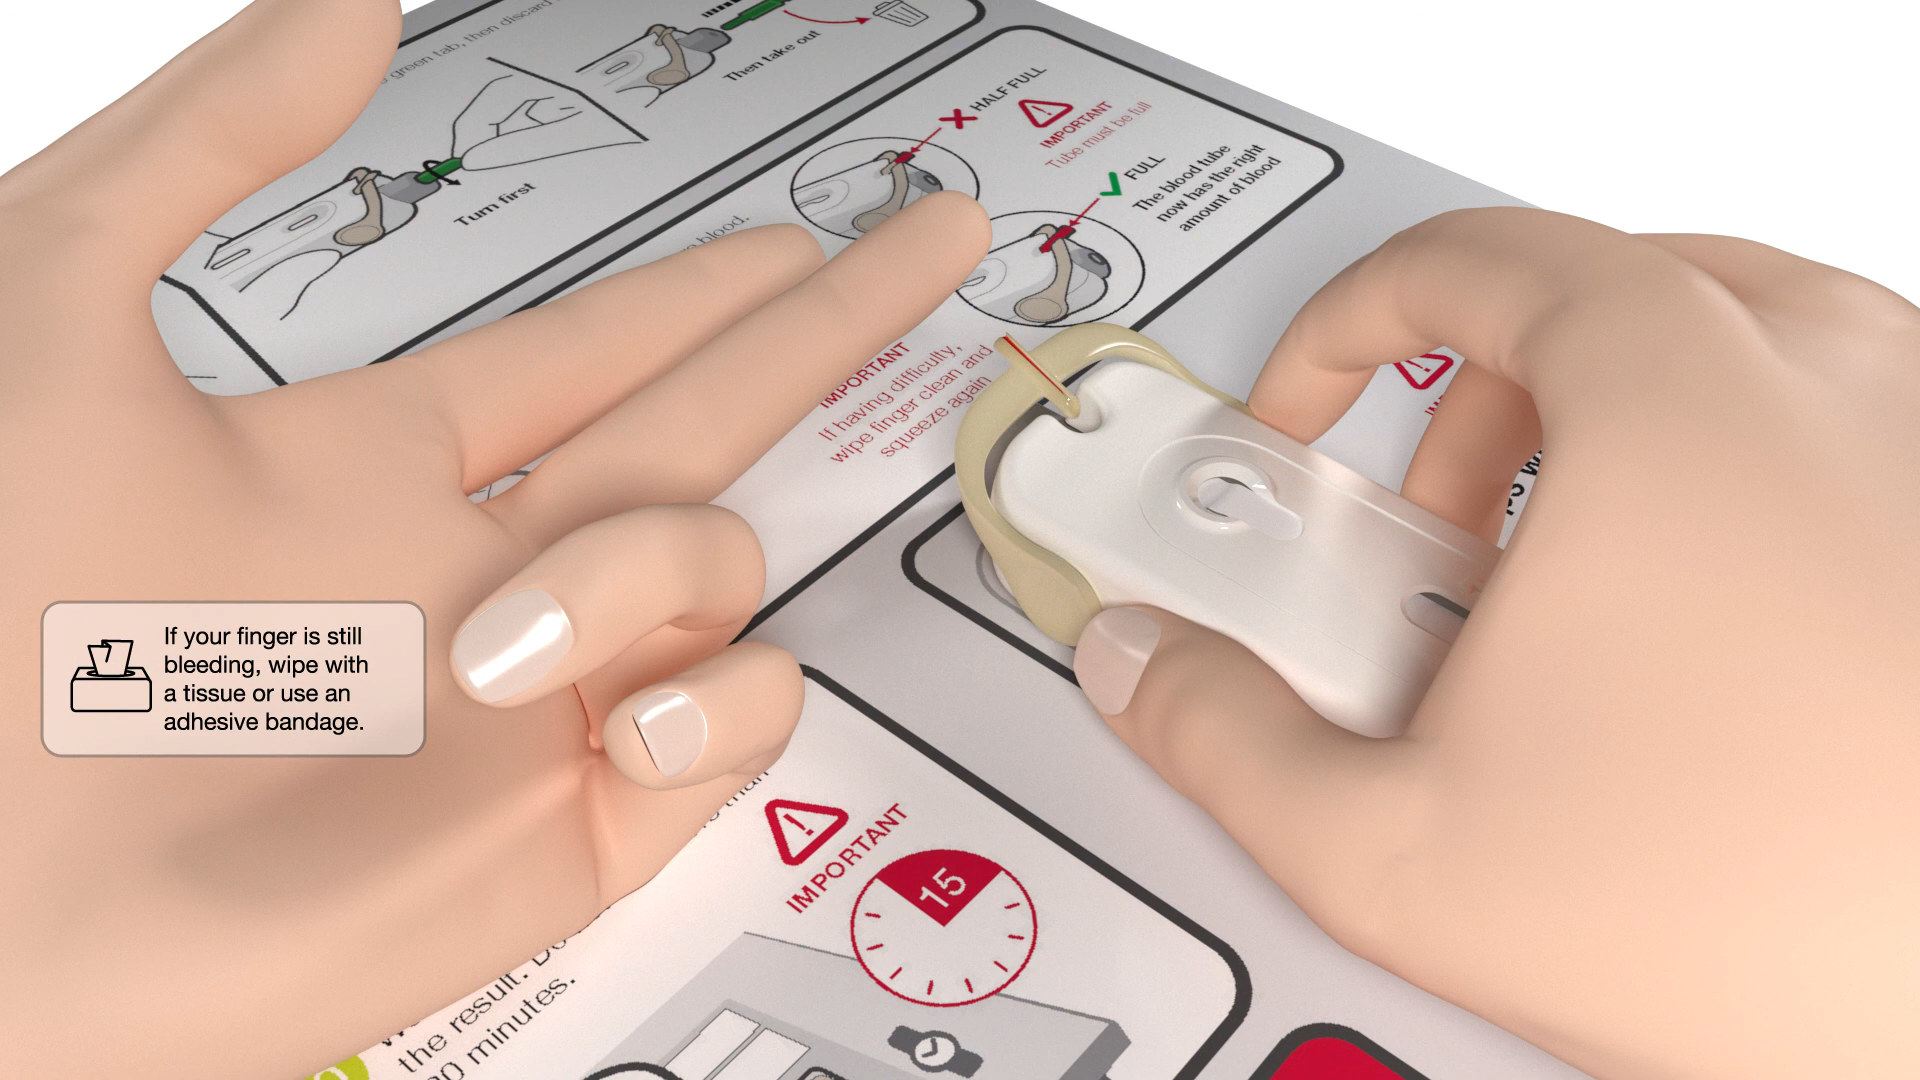 green tab, then discard
Then take out
Turn first
HALF FULL
IMPORTANT
Tube must be full
FULL
The blood tube
now has the right
amount of blood
blood.
IMPORTANT
If having difficulty,
wipe finger clean and
squeeze again
If your finger is still
bleeding, wipe with
a tissue or use an
adhesive bandage.
than
IMPORTANT
15
the result.
minutes.